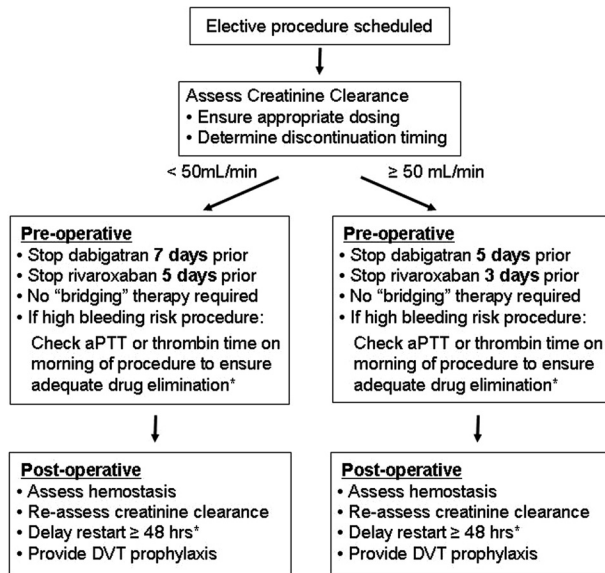 Elective procedure scheduled
Assess Creatinine Clearance
• Ensure appropriate dosing
• Determine discontinuation timing
< 50mL/min
≥ 50 mL/min
Pre-operative
• Stop dabigatran 7 days prior
• Stop rivaroxaban 5 days prior
• No “bridging” therapy required
• If high bleeding risk procedure:
Check aPTT or thrombin time on
morning of procedure to ensure
adequate drug elimination*
Pre-operative
• Stop dabigatran 5 days prior
• Stop rivaroxaban 3 days prior
• No “bridging” therapy required
• If high bleeding risk procedure:
Check aPTT or thrombin time on
morning of procedure to ensure
adequate drug elimination*
Post-operative
• Assess hemostasis
• Re-assess creatinine clearance
• Delay restart ≥ 48 hrs*
• Provide DVT prophylaxis
Post-operative
• Assess hemostasis
• Re-assess creatinine clearance
• Delay restart ≥ 48 hrs*
• Provide DVT prophylaxis